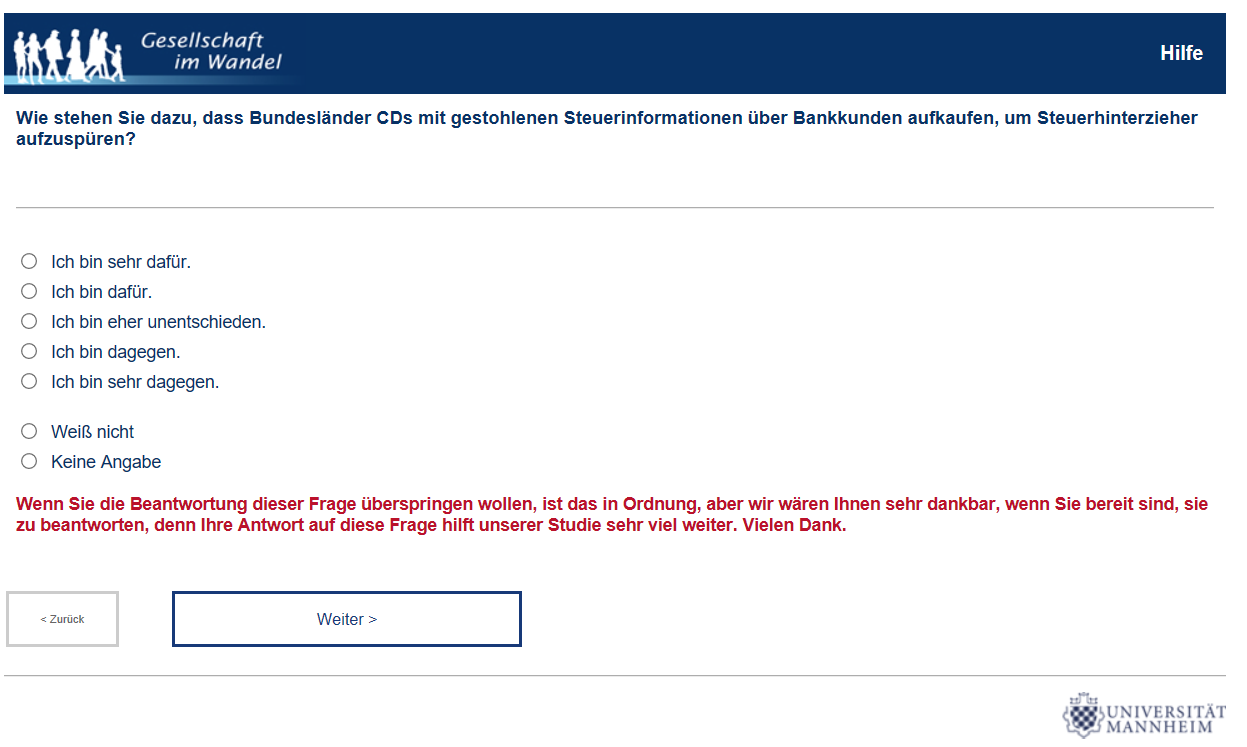 Gesellschaft
im Wandel
Hilfe
Wie stehen Sie dazu, dass Bundesländer CDs mit gestohlenen Steuerinformationen über Bankkunden aufkaufen, um Steuerhinterzieher
aufzuspüren?
Ich bin sehr dafür.
Ich bin dafür.
Ich bin eher unentschieden.
Ich bin dagegen.
Ich bin sehr dagegen.
Weiß nicht
Keine Angabe
Wenn Sie die Beantwortung dieser Frage überspringen wollen, ist das in Ordnung, aber wir wären Ihnen sehr dankbar, wenn Sie bereit sind, sie
zu beantworten, denn Ihre Antwort auf diese Frage hilft unserer Studie sehr viel weiter. Vielen Dank.
< Zurück
Weiter >
UNIVERSITÄT
MANNHEIM